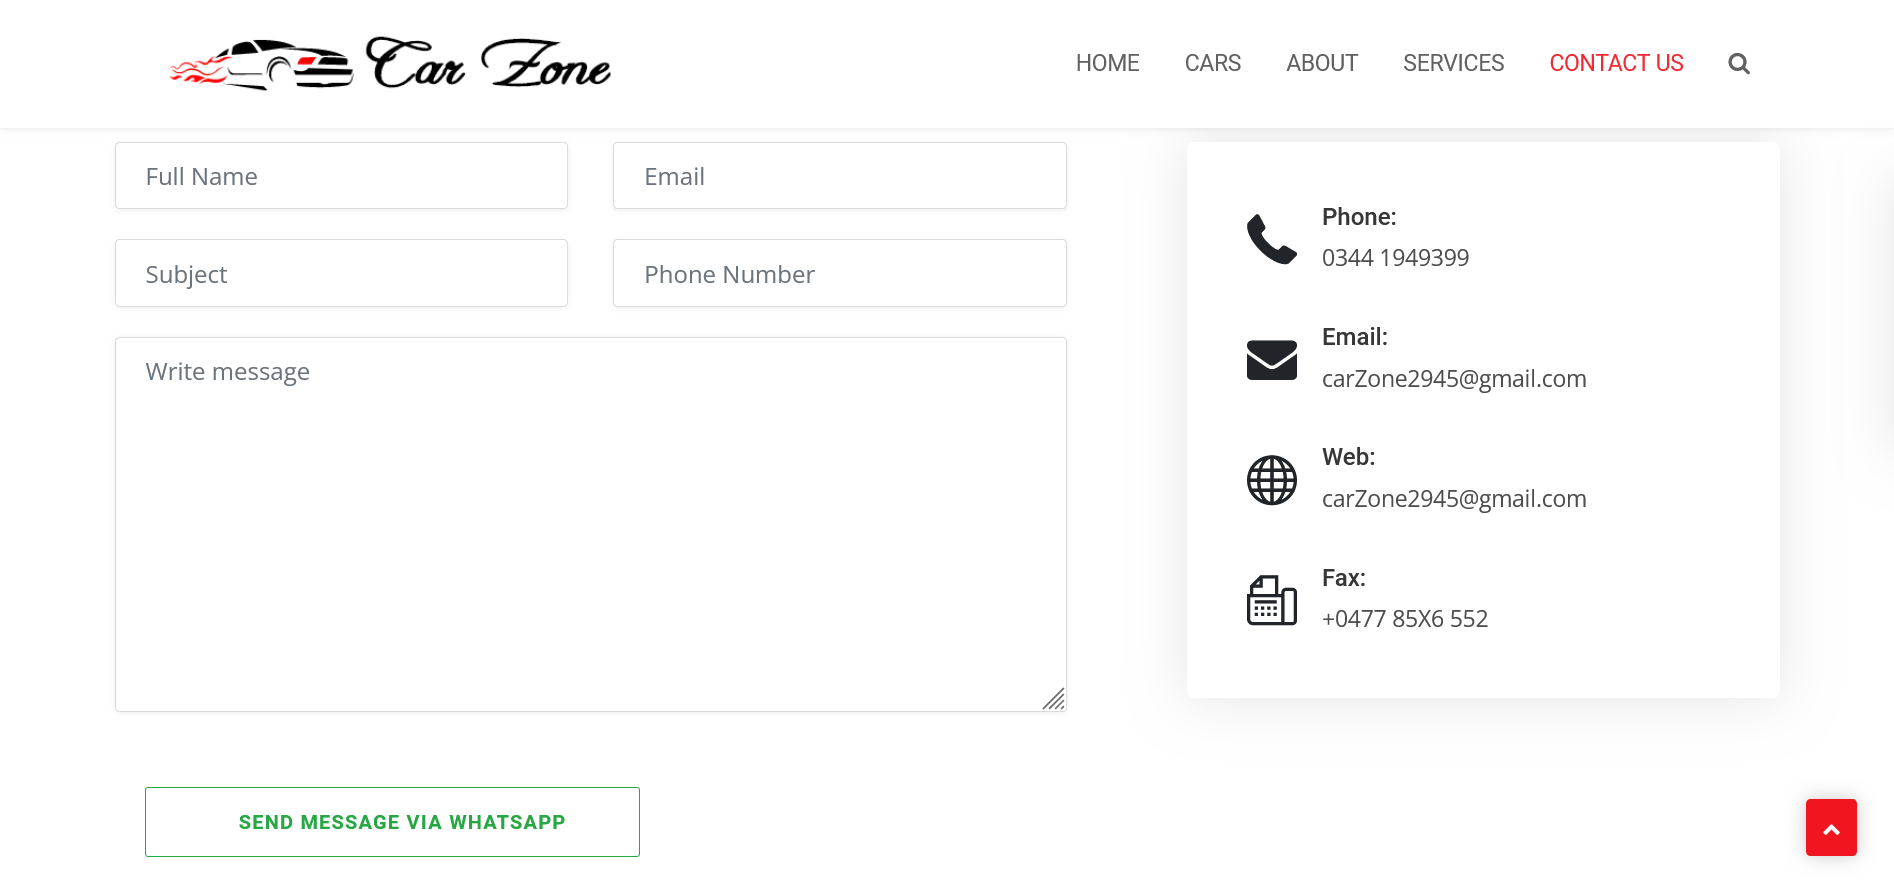 Car Zone
HOME CARS ABOUT SERVICES CONTACT US
Full Name
Email
Subject
Phone Number
Write message
SEND MESSAGE VIA WHATSAPP
Phone:
0344 1949399
Email:
carZone2945@gmail.com
Web:
carZone2945@gmail.com
Fax:
+0477 85X6 552